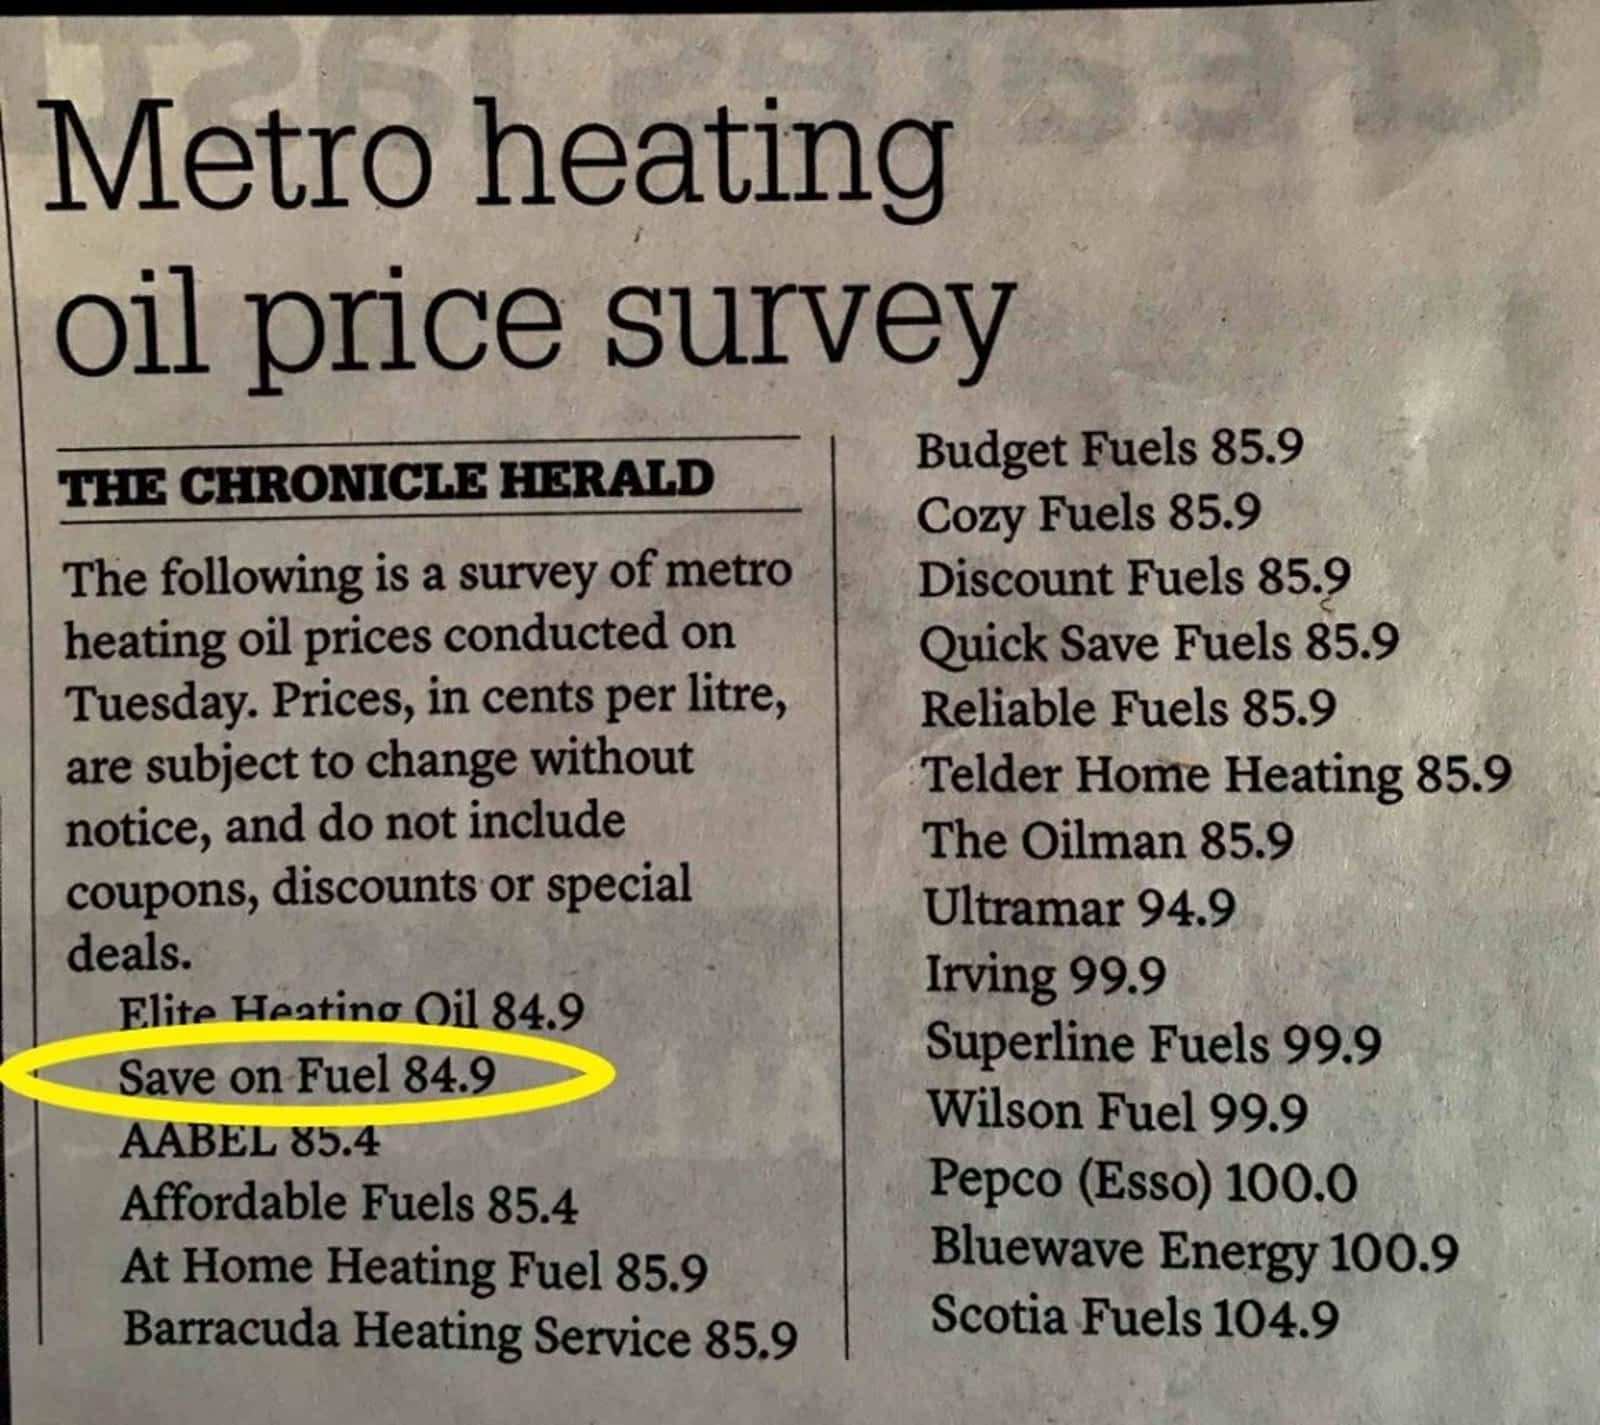 Metro heating
oil price survey
THE CHRONICLE HERALD
The following is a survey of metro
heating oil prices conducted on
Tuesday. Prices, in cents per litre,
are subject to change without
notice, and do not include
coupons, discounts or special
deals.
Elite Heating Oil 84.9
Save on Fuel 84.9
AABEL 85.4
Affordable Fuels 85.4
At Home Heating Fuel 85.9
Barracuda Heating Service 85.9
Budget Fuels 85.9
Cozy Fuels 85.9
Discount Fuels 85.9
Quick Save Fuels 85.9
Reliable Fuels 85.9
Telder Home Heating 85.9
The Oilman 85.9
Ultramar 94.9
Irving 99.9
Superline Fuels 99.9
Wilson Fuel 99.9
Pepco (Esso) 100.0
Bluewave Energy 100.9
Scotia Fuels 104.9